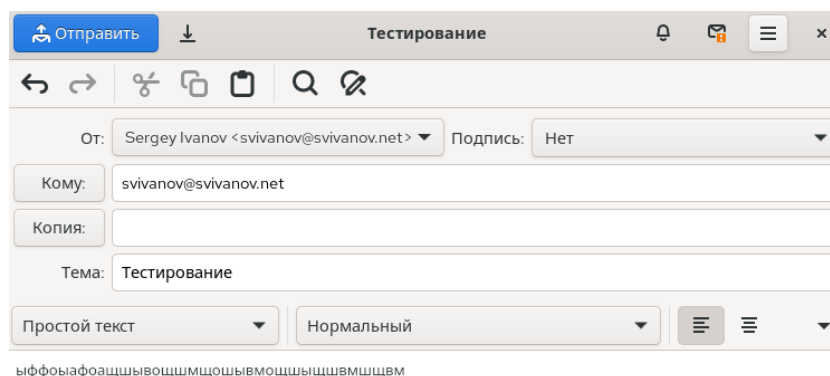 Отправить Тестирование
От: Sergey Ivanov <svivanov@svivanov.net> Подпись: Нет
Кому: svivanov@svivanov.net
Копия:
Тема: Тестирование
Простой текст Нормальный
ыффоыафоащшывощшмщошывмощшыщшвмшщвм